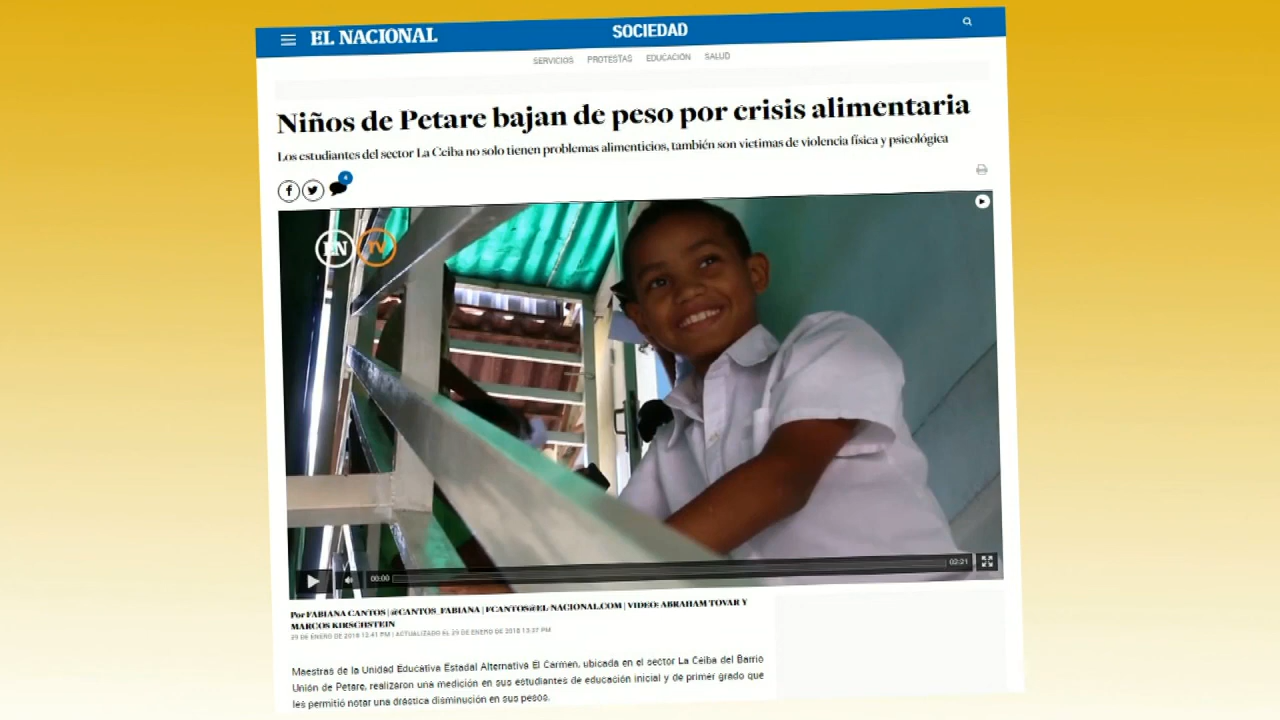 EL NACIONAL
SOCIEDAD
SERVICIOS PROTESTAS EDUCACIÓN SALUD
Niños de Petare bajan de peso por crisis alimentaria
Los estudiantes del sector La Ceiba no solo tienen problemas alimenticios, también son víctimas de violencia física y psicológica
4
EN TV
00:00
02:21
Por FABIANA CANTOS | @CANTOS_FABIANA | FCANTOS@EL-NACIONAL.COM | VIDEO: ABRAHAM TOVAR Y
MARCOS KIRSCHSTEIN
29 DE ENERO DE 2018 12:41 PM | ACTUALIZADO EL 29 DE ENERO DE 2018 13:37 PM
Maestras de la Unidad Educativa Estadal Alternativa El Carmen, ubicada en el sector La Ceiba del Barrio
Unión de Petare, realizaron una medición en sus estudiantes de educación inicial y de primer grado que
les permitió notar una drástica disminución en sus pesos.